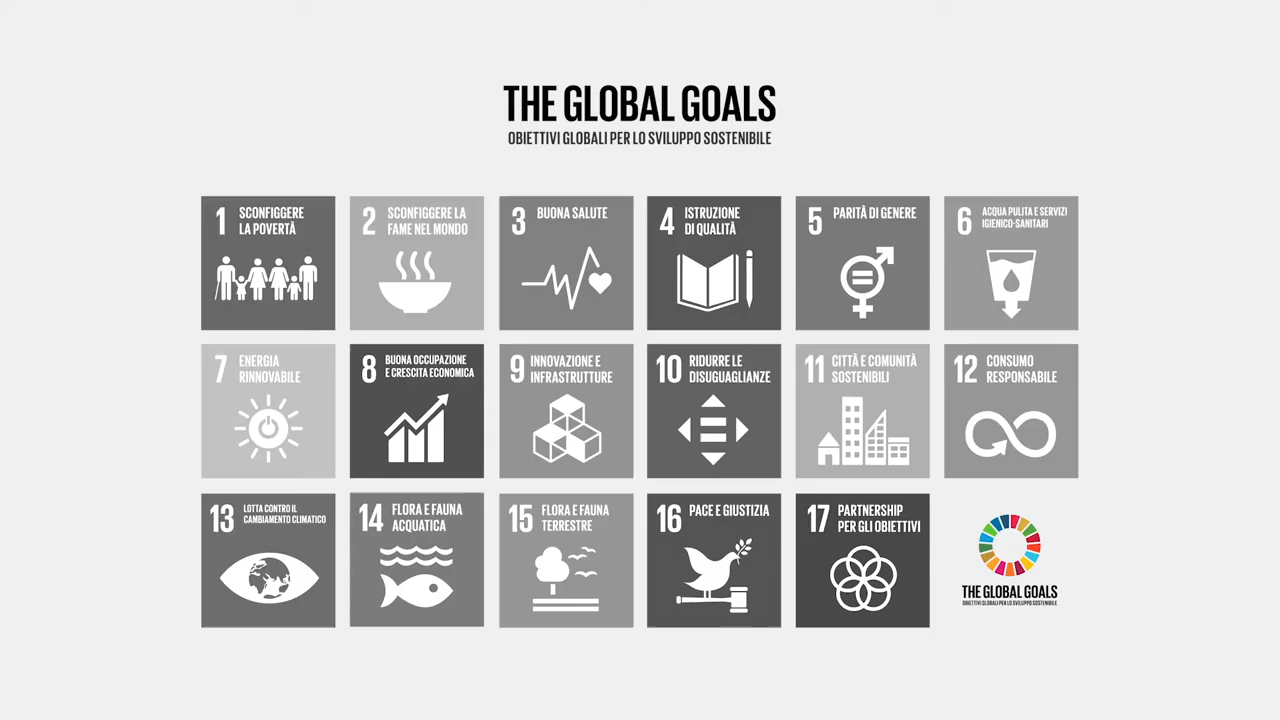 THE GLOBAL GOALS
OBIETTIVI GLOBALI PER LO SVILUPPO SOSTENIBILE
1 SCONFIGGERE
LA POVERTÀ
2 SCONFIGGERE LA
FAME NEL MONDO
3 BUONA SALUTE
4 ISTRUZIONE
DI QUALITÀ
5 PARITÀ DI GENERE
6 ACQUA PULITA E SERVIZI
IGIENICO-SANITARI
7 ENERGIA
RINNOVABILE
8 BUONA OCCUPAZIONE
E CRESCITA ECONOMICA
9 INNOVAZIONE E
INFRASTRUTTURE
10 RIDURRE LE
DISUGUAGLIANZE
11 CITTÀ E COMUNITÀ
SOSTENIBILI
12 CONSUMO
RESPONSABILE
13 LOTTA CONTRO IL
CAMBIAMENTO CLIMATICO
14 FLORA E FAUNA
ACQUATICA
15 FLORA E FAUNA
TERRESTRE
16 PACE E GIUSTIZIA
17 PARTNERSHIP
PER GLI OBIETTIVI
THE GLOBAL GOALS
OBIETTIVI GLOBALI PER LO SVILUPPO SOSTENIBILE